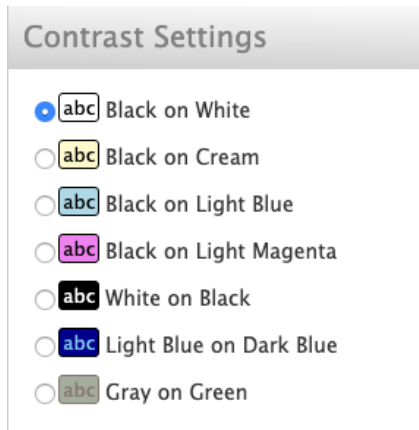 Contrast Settings
abc Black on White
abc Black on Cream
abc Black on Light Blue
abc Black on Light Magenta
abc White on Black
abc Light Blue on Dark Blue
abc Gray on Green